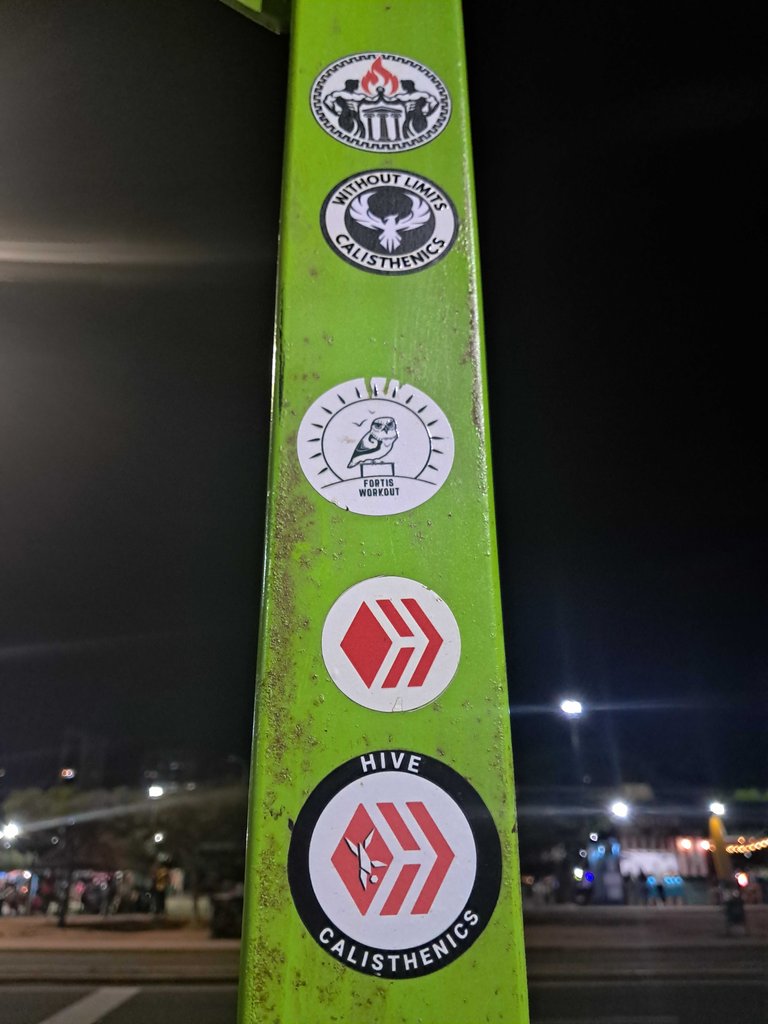 WITHOUT LIMITS
CALISTHENICS
FORTIS
WORKOUT
HIVE
CALISTHENICS